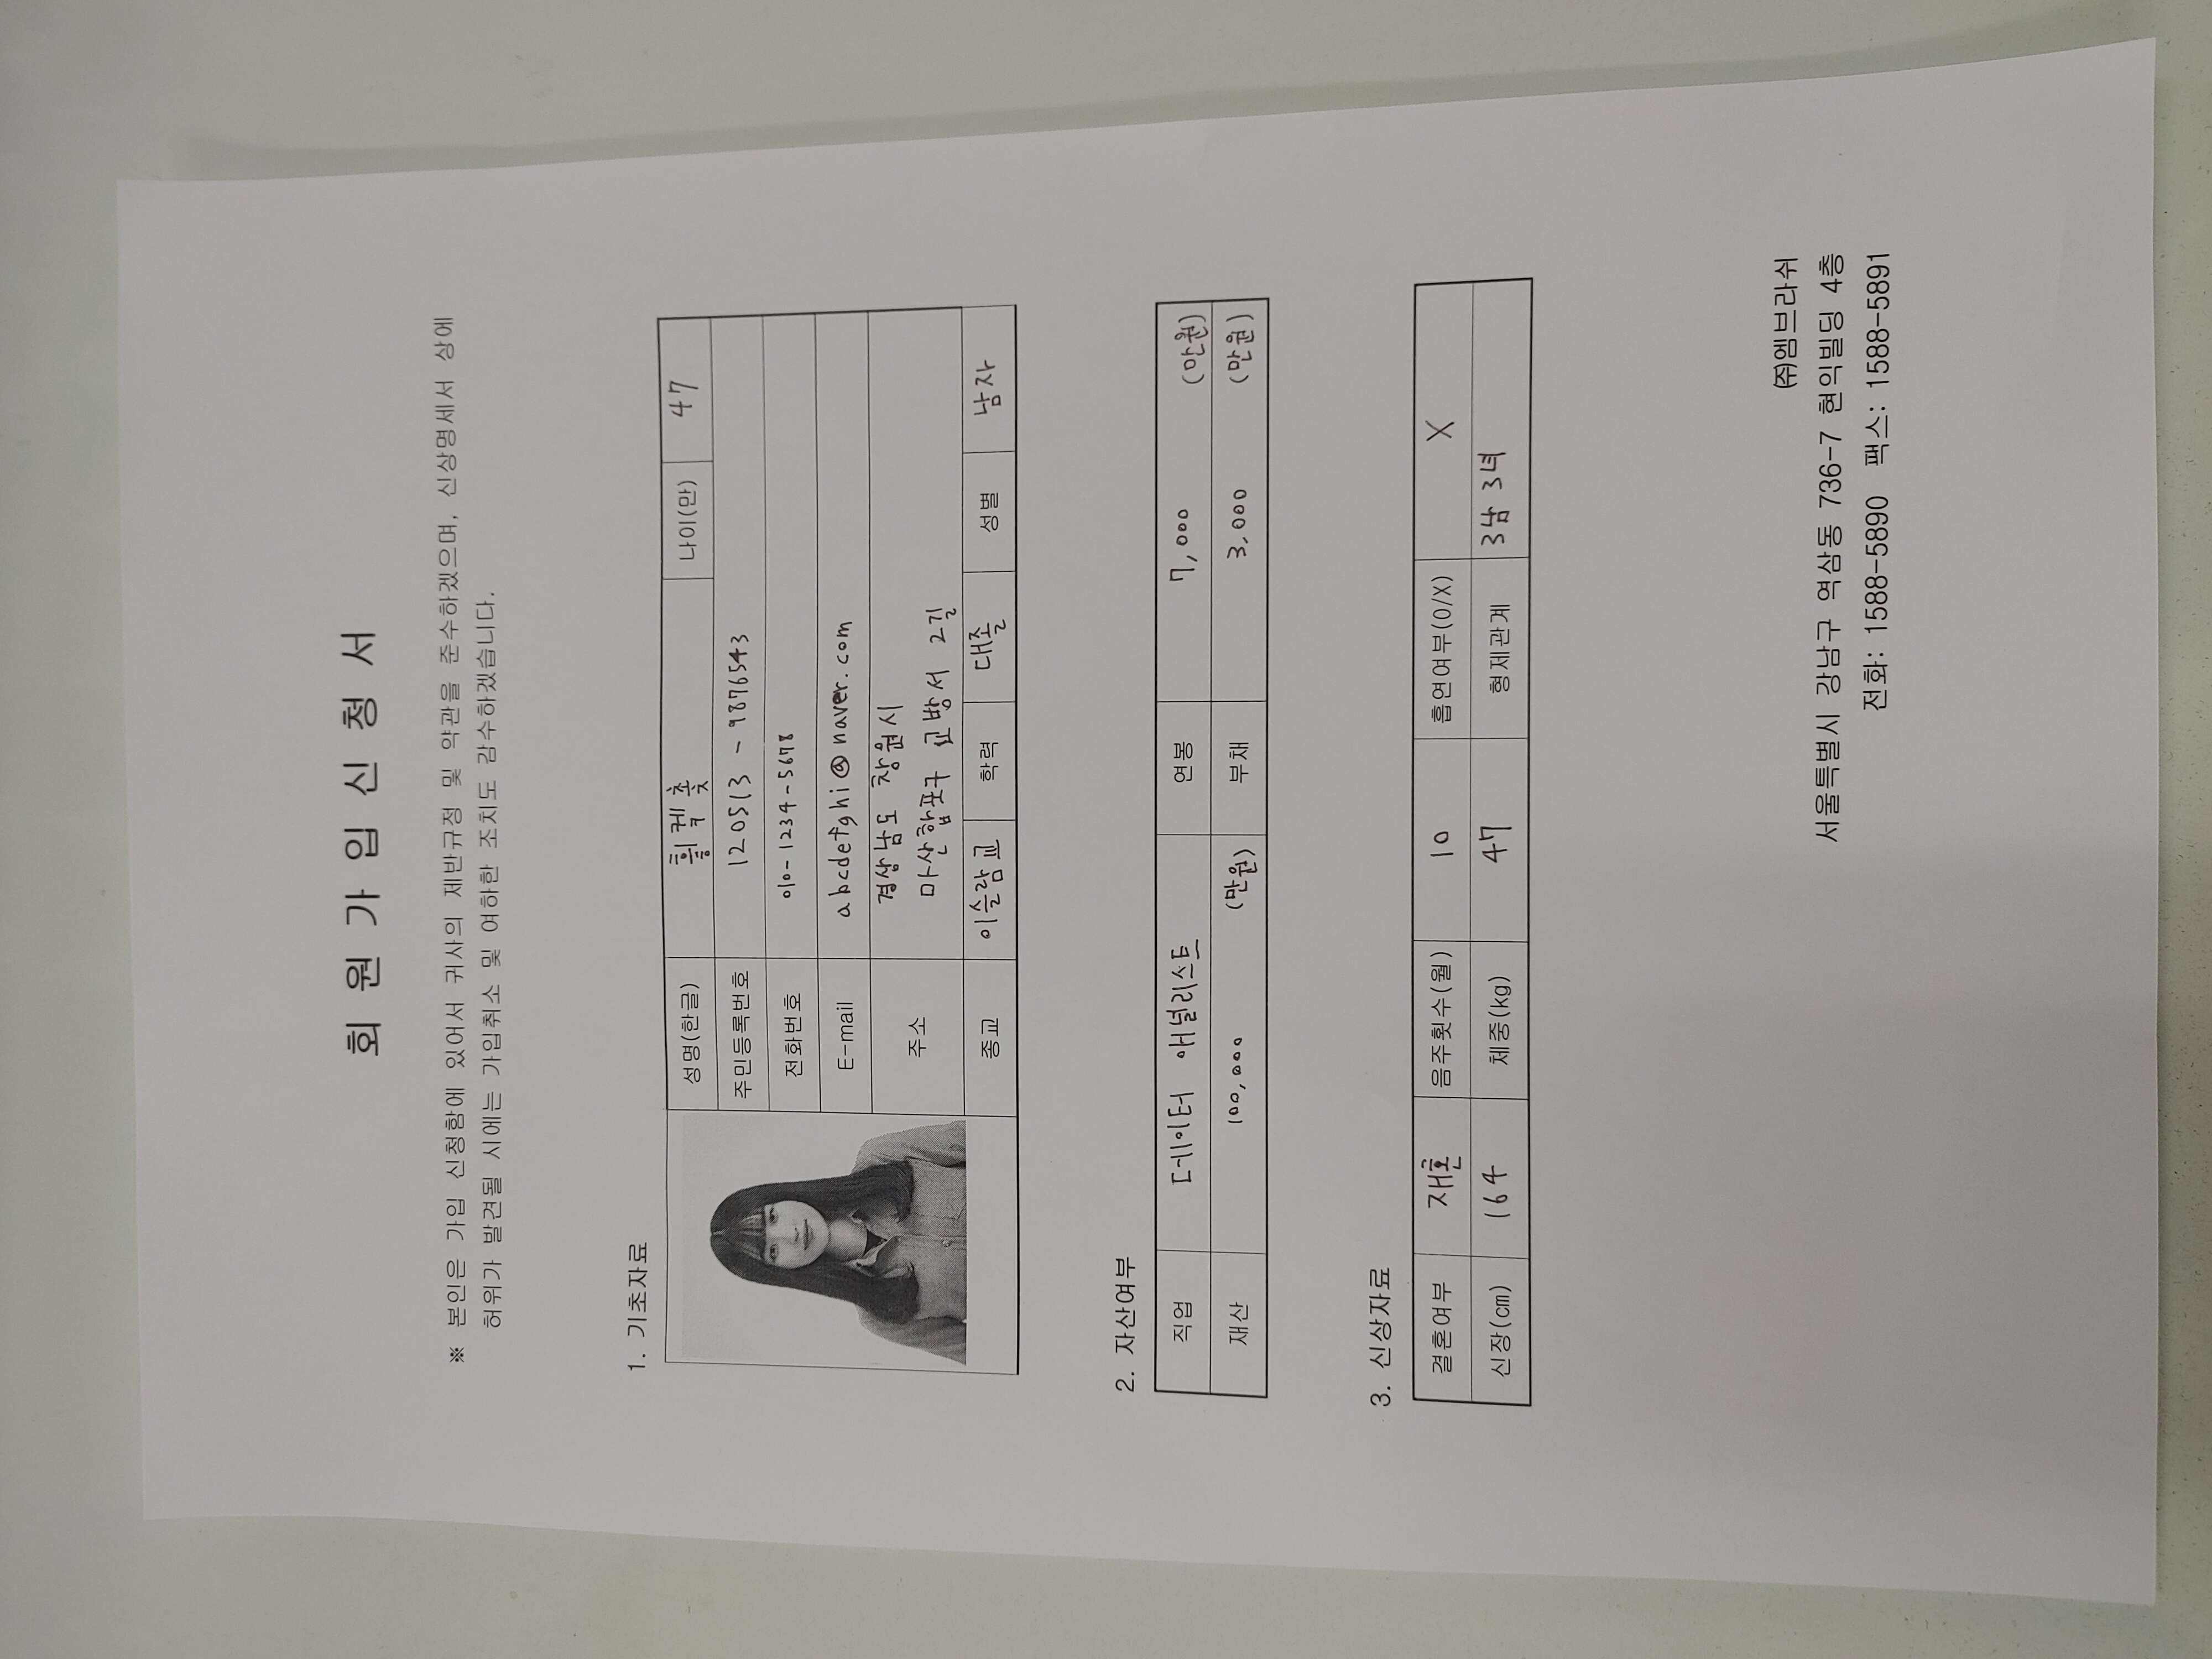 회 원 가 입 신 청 서
※ 본인은 가입 신청함에 있어서 귀사의 제반규정 및 약관을 준수하겠으며, 신상명세서 상에
허위가 발견될 시에는 가입취소 및 여하한 조치도 감수하겠습니다.
1. 기초자료
성명(한글) 나이(만) 47
주민등록번호 120513 - 9876543
전화번호 010-1234-5678
E-mail abcdefghi@naver.com
경상남도 창원시
주소
마산합포구 교방서 2길
종교 이슬람교 학력 대졸 성별 남자
2. 자산여부
직업 데이터 애널리스트 연봉 7,000 (만원)
재산 100,000 (만원) 부채 3,000 (만원)
3. 신상자료
결혼여부 재혼 음주횟수(월) 10 흡연여부(O/X) X
신장(cm) 164 체중(kg) 47 형제관계 3남 3녀
㈜엠브라쉬
서울특별시 강남구 역삼동 736-7 현익빌딩 4층
전화: 1588-5890 팩스: 1588-5891